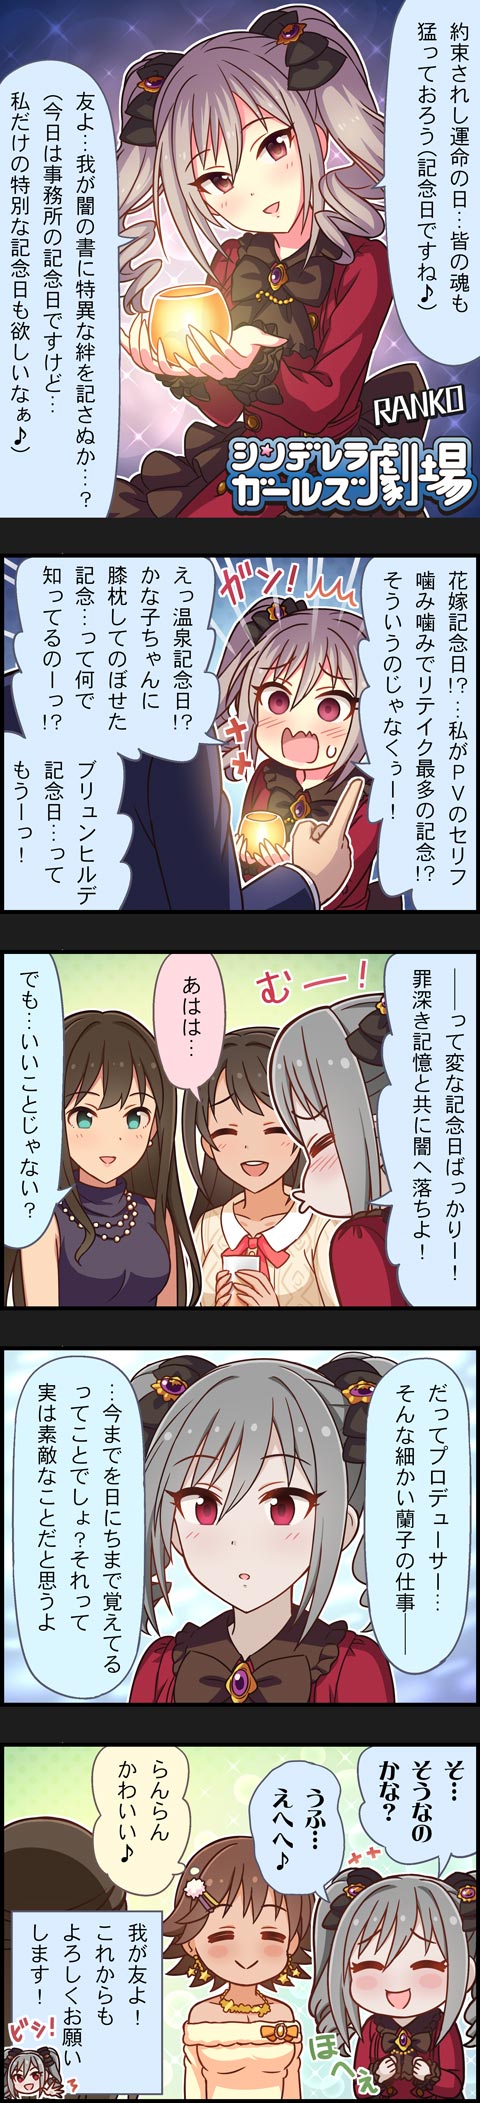 約束されし運命の日…皆の魂も
猛っておろう(記念日ですね♪)
友よ…我が闇の書に特異な絆を記さぬか…?
(今日は事務所の記念日ですけど…
私だけの特別な記念日も欲しいなぁ♪)
RANKO
シンデレラ
ガールズ劇場
花嫁記念日!?…私がPVのセリフ
噛み噛みでリテイク最多の記念!?
そういうのじゃなくぅー!
ガン!
えっ温泉記念日!?
かな子ちゃんに
膝枕してのぼせた
記念…って何で
知ってるのーっ!?
ブリュンヒルデ
記念日…って
もうーっ!
──って変な記念日ばっかりー!
罪深き記憶と共に闇へ落ちよ!
むー!
あはは…
でも…いいことじゃない?
だってプロデューサー…
そんな細かい蘭子の仕事──
…今までを日にちまで覚えてる
ってことでしょ?それって
実は素敵なことだと思うよ
そ…
そうなの
かな?
うふ…
えへへ♪
らんらん
かわいい♪
ほへぇ
我が友よ!
これからも
よろしくお願い
します!
ビシ!